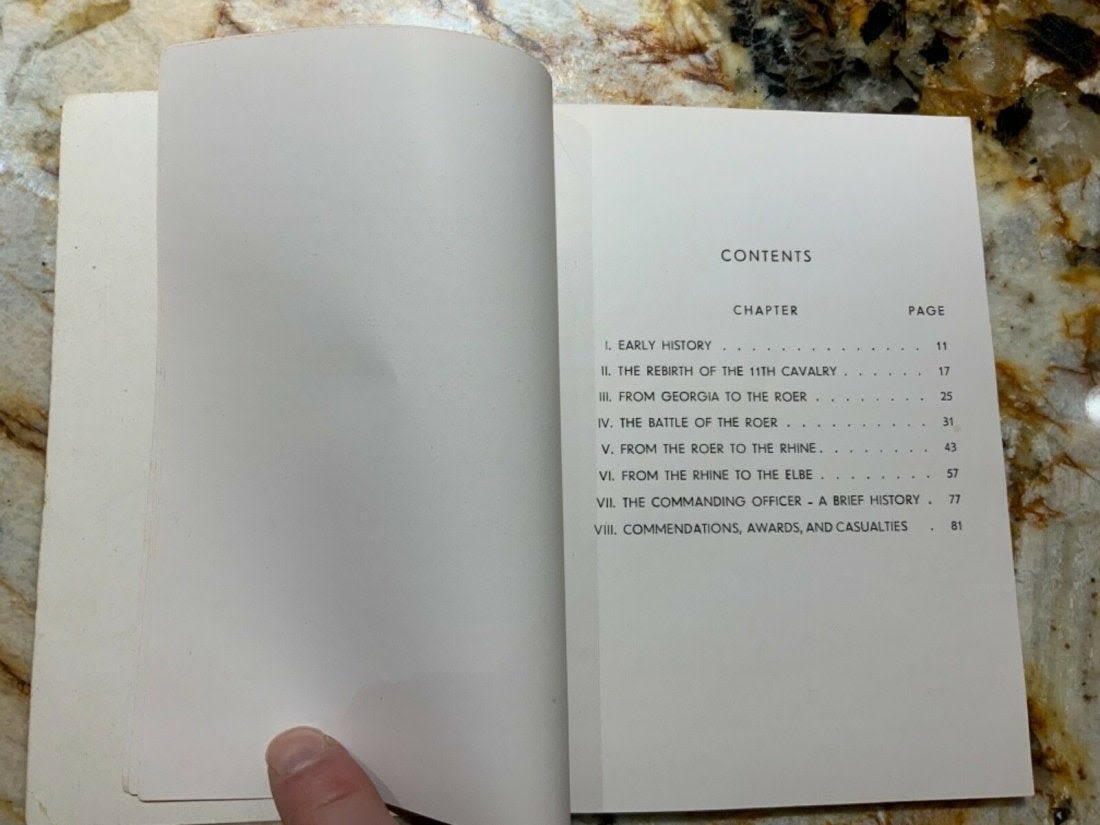 CONTENTS
CHAPTER PAGE
I. EARLY HISTORY . . . . . . . . . . . . . . 11
II. THE REBIRTH OF THE 11TH CAVALRY . . . . . . 17
III. FROM GEORGIA TO THE ROER . . . . . . . . 25
IV. THE BATTLE OF THE ROER . . . . . . . . . . 31
V. FROM THE ROER TO THE RHINE . . . . . . . . 43
VI. FROM THE RHINE TO THE ELBE . . . . . . . . 57
VII. THE COMMANDING OFFICER - A BRIEF HISTORY . 77
VIII. COMMENDATIONS, AWARDS, AND CASUALTIES . 81